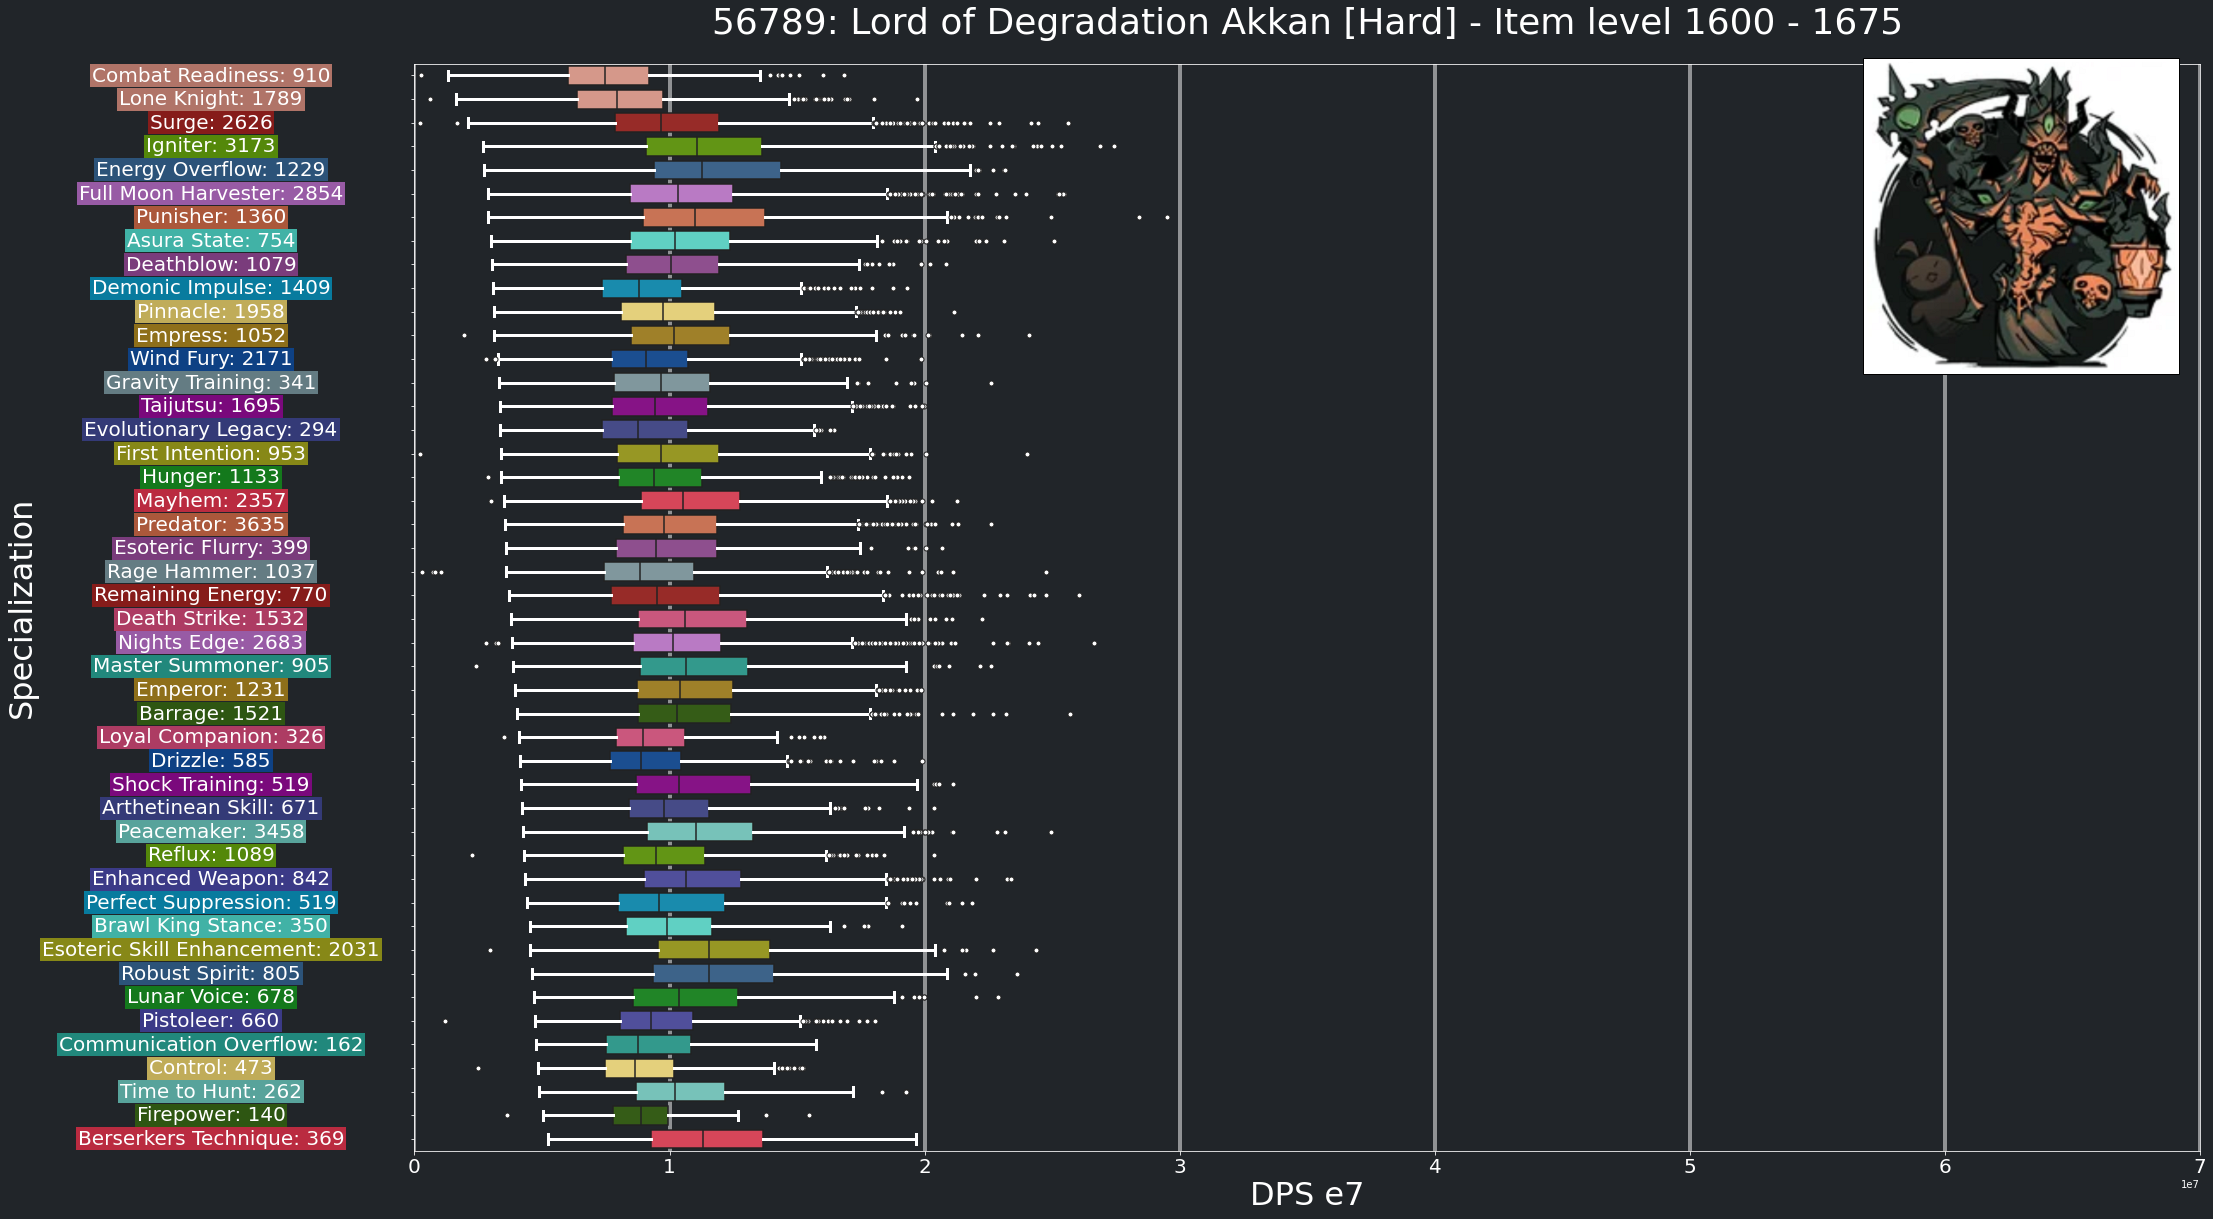 56789: Lord of Degradation Akkan [Hard] - Item level 1600 - 1675
Specialization
Combat Readiness: 910
Lone Knight: 1789
Surge: 2626
Igniter: 3173
Energy Overflow: 1229
Full Moon Harvester: 2854
Punisher: 1360
Asura State: 754
Deathblow: 1079
Demonic Impulse: 1409
Pinnacle: 1958
Empress: 1052
Wind Fury: 2171
Gravity Training: 341
Taijutsu: 1695
Evolutionary Legacy: 294
First Intention: 953
Hunger: 1133
Mayhem: 2357
Predator: 3635
Esoteric Flurry: 399
Rage Hammer: 1037
Remaining Energy: 770
Death Strike: 1532
Nights Edge: 2683
Master Summoner: 905
Emperor: 1231
Barrage: 1521
Loyal Companion: 326
Drizzle: 585
Shock Training: 519
Arthetinean Skill: 671
Peacemaker: 3458
Reflux: 1089
Enhanced Weapon: 842
Perfect Suppression: 519
Brawl King Stance: 350
Esoteric Skill Enhancement: 2031
Robust Spirit: 805
Lunar Voice: 678
Pistoleer: 660
Communication Overflow: 162
Control: 473
Time to Hunt: 262
Firepower: 140
Berserkers Technique: 369
0 1 2 3 4 5 6 7
1e7
DPS e7